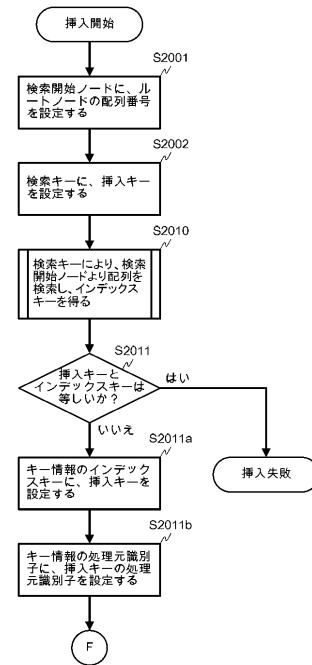 挿入開始
S2001
検索開始ノードに、ル
ートノードの配列番号
を設定する
S2002
検索キーに、挿入キー
を設定する
S2010
検索キーにより、検索
開始ノードより配列を
検索し、インデックス
キーを得る
S2011
挿入キーと
インデックスキーは
等しいか？
はい
いいえ
S2011a
キー情報のインデック
スキーに、挿入キーを
設定する
挿入失敗
S2011b
キー情報の処理元識別
子に、挿入キーの処理
元識別子を設定する
F